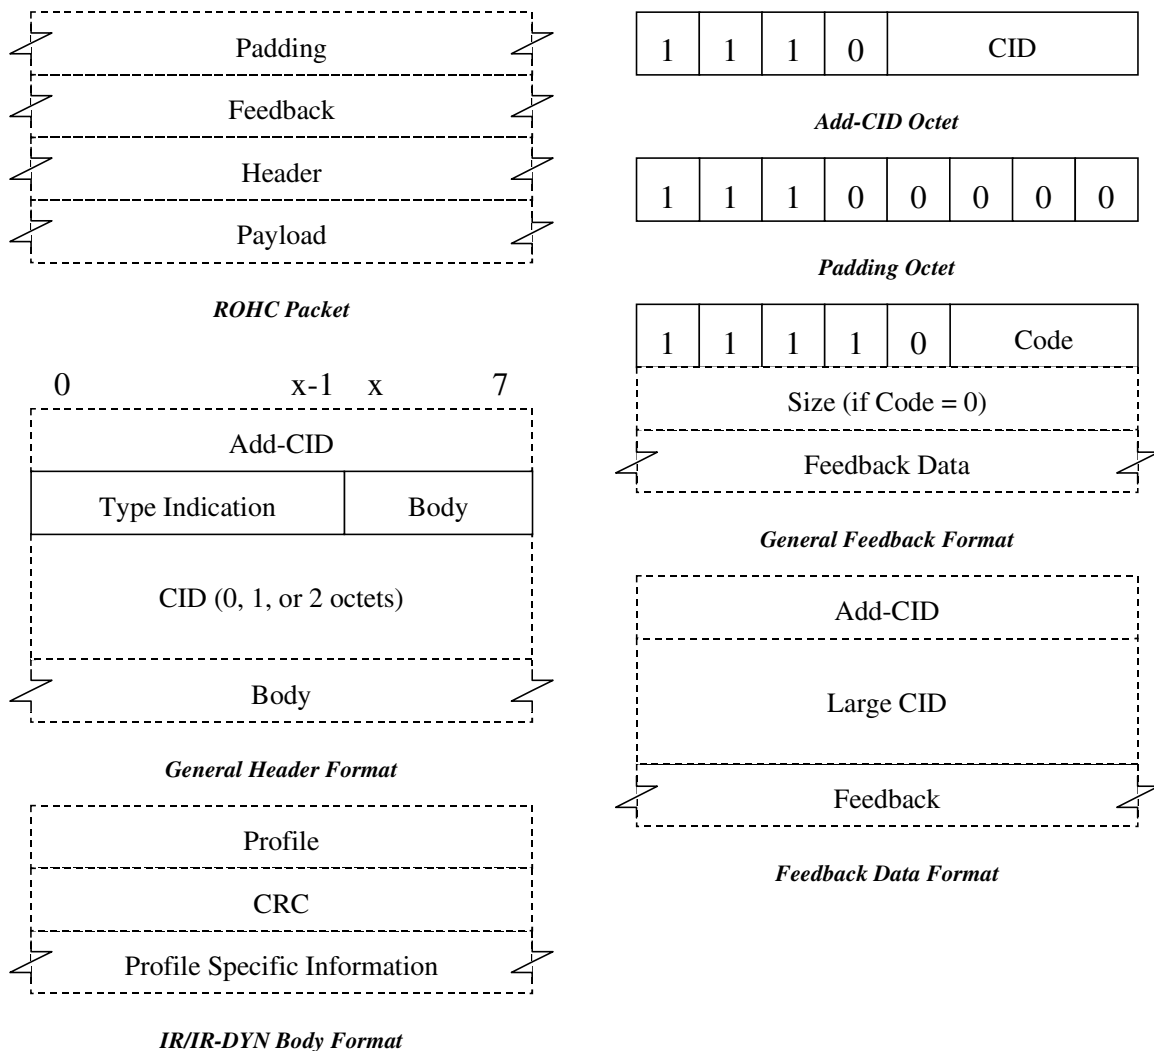 Padding
Feedback
Header
Payload
ROHC Packet
0 x-1 x 7
Add-CID
Type Indication Body
CID (0, 1, or 2 octets)
Body
General Header Format
Profile
CRC
Profile Specific Information
IR/IR-DYN Body Format
1 1 1 0 CID
Add-CID Octet
1 1 1 0 0 0 0 0
Padding Octet
1 1 1 1 0 Code
Size (if Code = 0)
Feedback Data
General Feedback Format
Add-CID
Large CID
Feedback
Feedback Data Format